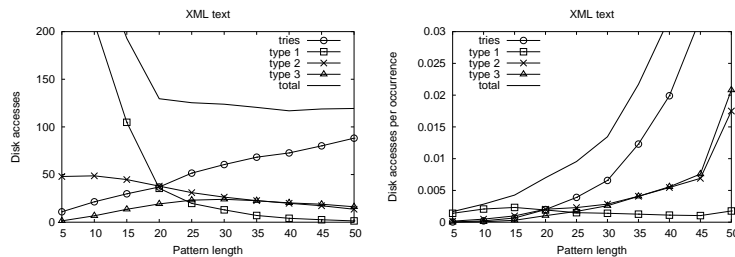 XML text
200
150
100
50
0
5 10 15 20 25 30 35 40 45 50
Disk accesses
Pattern length
tries
type 1
type 2
type 3
total
XML text
0.03
0.025
0.02
0.015
0.01
0.005
0
5 10 15 20 25 30 35 40 45 50
Disk accesses per occurrence
Pattern length
tries
type 1
type 2
type 3
total